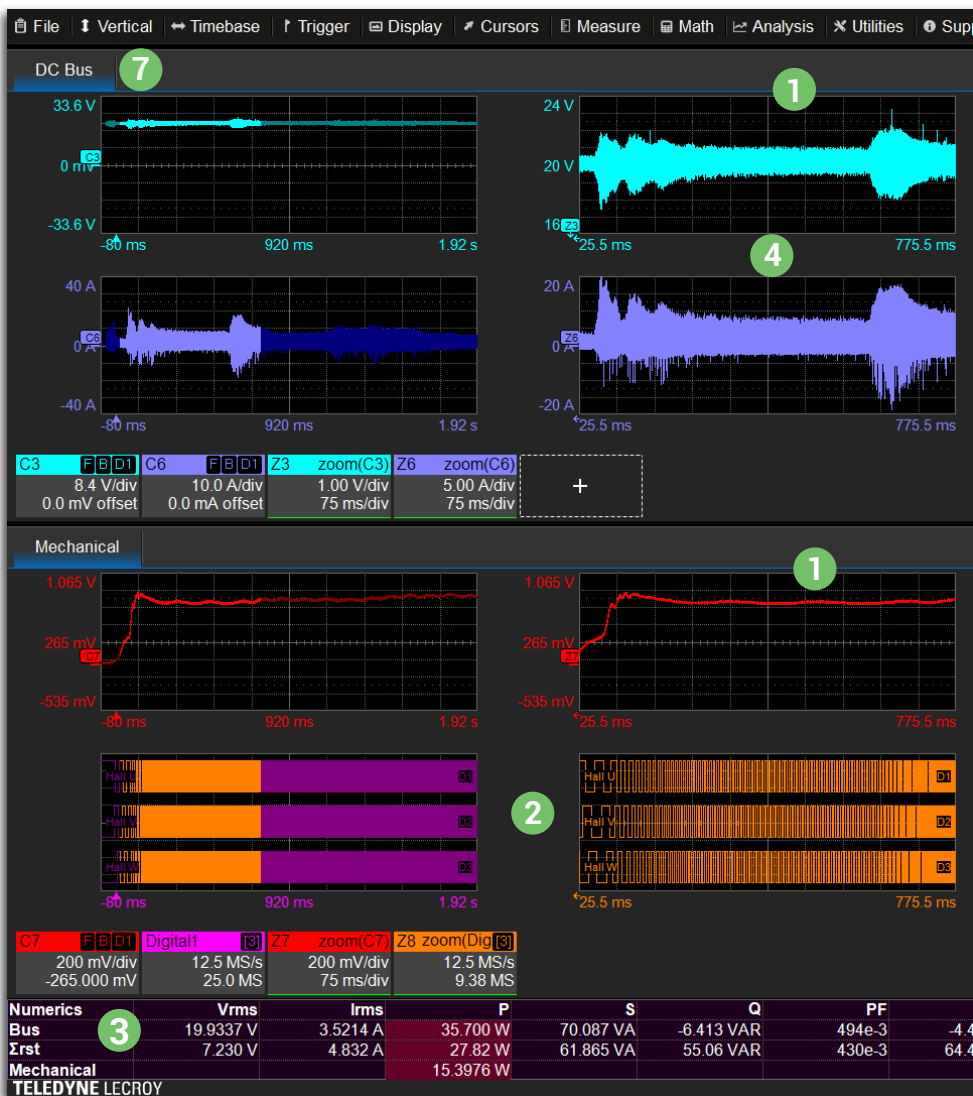 File Vertical Timebase Trigger Display Cursors Measure Math Analysis Utilities Supp
DC Bus 7
33.6 V
C3
0 mV
-33.6 V
-80 ms 920 ms 1.92 s
1
24 V
20 V
16 Z3
25.5 ms 775.5 ms
40 A
C6
0 A
-40 A
-80 ms 920 ms 1.92 s
4
20 A
Z6
0 A
-20 A
25.5 ms 775.5 ms
C3 F B D1 C6 F B D1 Z3 zoom(C3) Z6 zoom(C6)
8.4 V/div 10.0 A/div 1.00 V/div 5.00 A/div +
0.0 mV offset 0.0 mA offset 75 ms/div 75 ms/div
Mechanical
1.065 V
265 mV
C7
-535 mV
-80 ms 920 ms 1.92 s
1
1.065 V
265 mV
Z7
-535 mV
25.5 ms 775.5 ms
Hall U D1
Hall V D2
Hall W D3
-80 ms 920 ms 1.92 s
2
Hall U D1
Hall V D2
Hall W D3
25.5 ms 775.5 ms
C7 F B D1 Digital1 [3] Z7 zoom(C7) Z8 zoom(Dig [3]
200 mV/div 12.5 MS/s 200 mV/div 12.5 MS/s
-265.000 mV 25.0 MS 75 ms/div 9.38 MS
Numerics Vrms Irms P S Q PF
Bus 3 19.9337 V 3.5214 A 35.700 W 70.087 VA -6.413 VAR 494e-3 -4.4
Σrst 7.230 V 4.832 A 27.82 W 61.865 VA 55.06 VAR 430e-3 64.4
Mechanical 15.3976 W
TELEDYNE LECROY